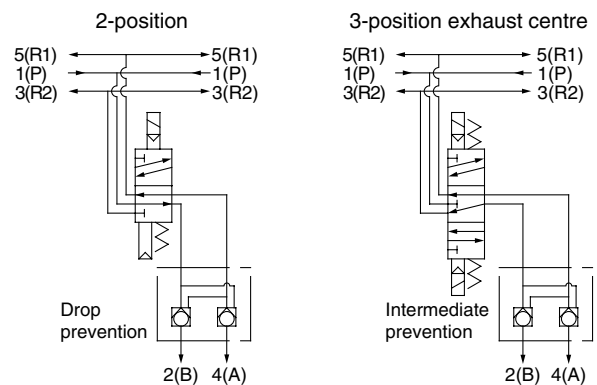 2-position
5(R1) 5(R1)
1(P) 1(P)
3(R2) 3(R2)
Drop
prevention
2(B) 4(A)
3-position exhaust centre
5(R1) 5(R1)
1(P) 1(P)
3(R2) 3(R2)
Intermediate
prevention
2(B) 4(A)